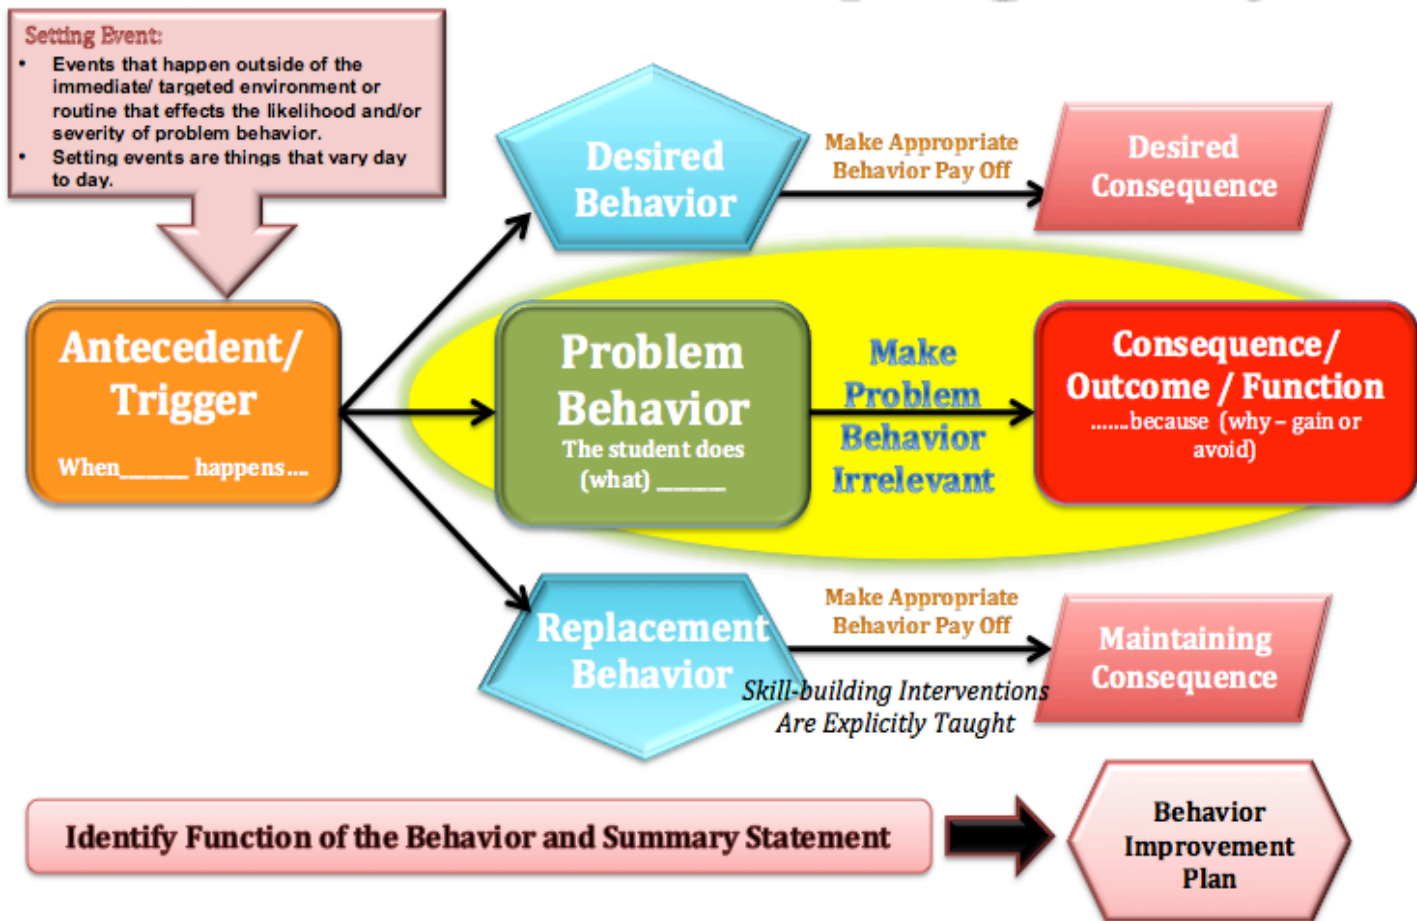 Setting Event:
• Events that happen outside of the
immediate/ targeted environment or
routine that effects the likelihood and/or
severity of problem behavior.
• Setting events are things that vary day
to day.
Desired
Behavior
Make Appropriate
Behavior Pay Off
Desired
Consequence
Antecedent/
Trigger
When______ happens....
Problem
Behavior
The student does
(what) ______
Make
Problem
Behavior
Irrelevant
Consequence/
Outcome / Function
.......because (why – gain or
avoid)
Replacement
Behavior
Make Appropriate
Behavior Pay Off
Skill-building Interventions
Are Explicitly Taught
Maintaining
Consequence
Identify Function of the Behavior and Summary Statement
Behavior
Improvement
Plan